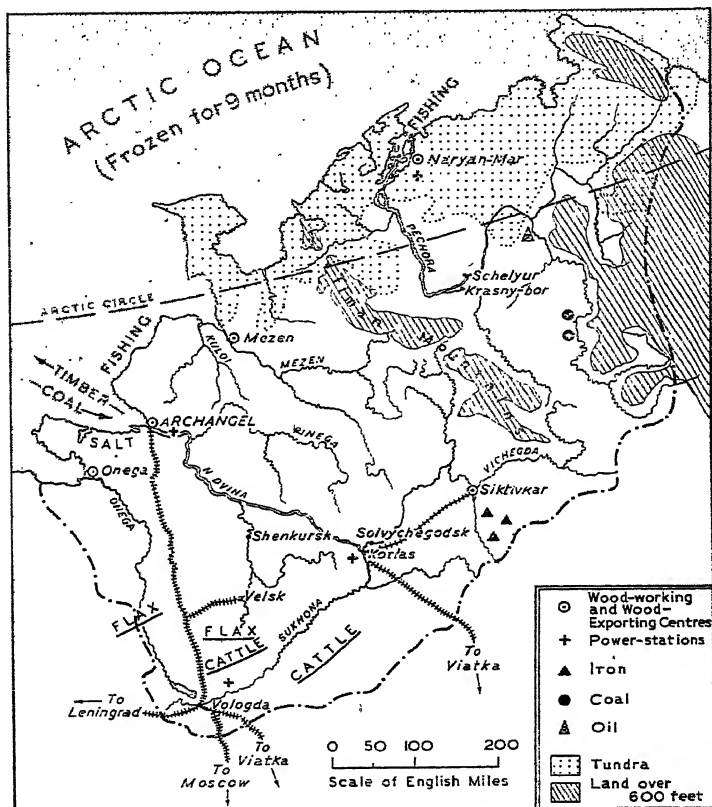 ARCTIC OCEAN
(Frozen for 9 months)
FISHING
Naryan-Mar
PECHORA
Schelyur
Krasny-bor
ARCTIC CIRCLE
FISHING
Mezen
KULOI
MEZEN
TIMBER
COAL
ARCHANGEL
SALT
PINEGA
Onega
ONEGA
N DVINA
VICHEGDA
Siktivkar
Shenkursk
Solvychegodsk
Kotlas
Velsk
FLAX
FLAX
CATTLE
SUKHONA
CATTLE
To
Viatka
To
Leningrad
Vologda
To
Viatka
To
Moscow
0 100 200
Scale of English Miles
Wood-working
and Wood-
Exporting Centres
Power-stations
Iron
Coal
Oil
Tundra
Land over
600 feet